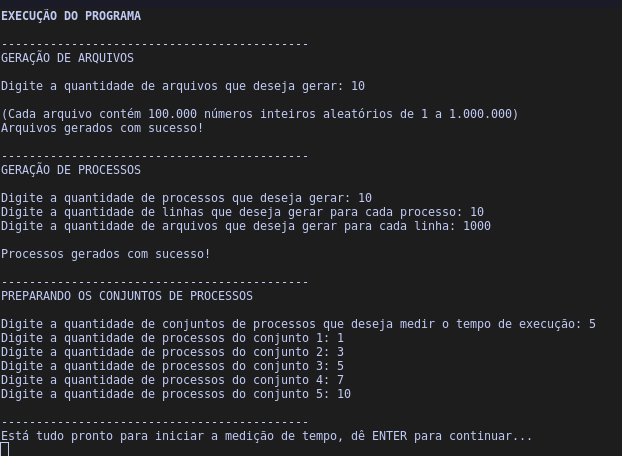 EXECUÇÃO DO PROGRAMA
--------------------------------------------
GERAÇÃO DE ARQUIVOS
Digite a quantidade de arquivos que deseja gerar: 10
(Cada arquivo contém 100.000 números inteiros aleatórios de 1 a 1.000.000)
Arquivos gerados com sucesso!
--------------------------------------------
GERAÇÃO DE PROCESSOS
Digite a quantidade de processos que deseja gerar: 10
Digite a quantidade de linhas que deseja gerar para cada processo: 10
Digite a quantidade de arquivos que deseja gerar para cada linha: 1000
Processos gerados com sucesso!
--------------------------------------------
PREPARANDO OS CONJUNTOS DE PROCESSOS
Digite a quantidade de conjuntos de processos que deseja medir o tempo de execução: 5
Digite a quantidade de processos do conjunto 1: 1
Digite a quantidade de processos do conjunto 2: 3
Digite a quantidade de processos do conjunto 3: 5
Digite a quantidade de processos do conjunto 4: 7
Digite a quantidade de processos do conjunto 5: 10
--------------------------------------------
Está tudo pronto para iniciar a medição de tempo, dê ENTER para continuar...